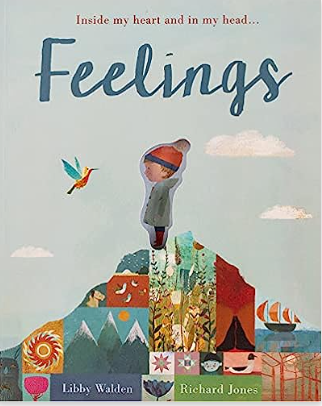 Inside my heart and in my head...
Feelings
Libby Walden
Richard Jones